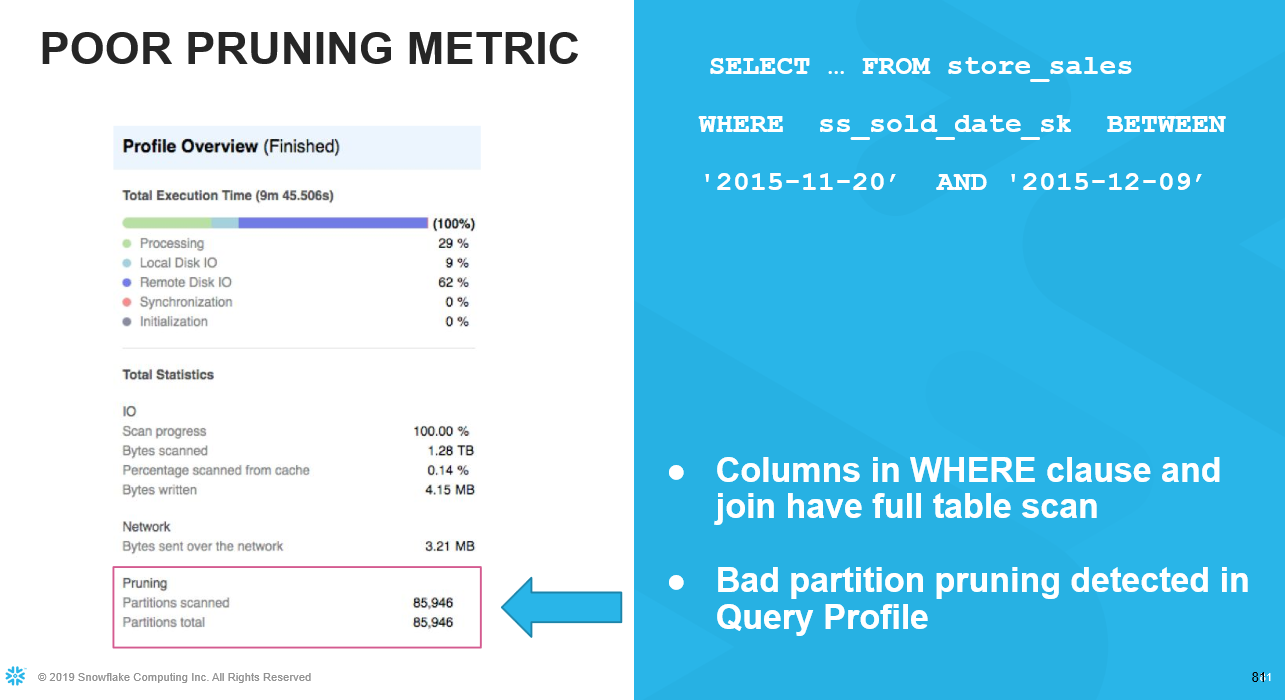 POOR PRUNING METRIC
Profile Overview (Finished)
Total Execution Time (9m 45.506s)
(100%)
Processing 29 %
Local Disk IO 9 %
Remote Disk IO 62 %
Synchronization 0 %
Initialization 0 %
Total Statistics
IO
Scan progress 100.00 %
Bytes scanned 1.28 TB
Percentage scanned from cache 0.14 %
Bytes written 4.15 MB
Network
Bytes sent over the network 3.21 MB
Pruning
Partitions scanned 85,946
Partitions total 85,946
SELECT … FROM store_sales
WHERE ss_sold_date_sk BETWEEN
'2015-11-20’ AND '2015-12-09’
● Columns in WHERE clause and
join have full table scan
● Bad partition pruning detected in
Query Profile
© 2019 Snowflake Computing Inc. All Rights Reserved
81